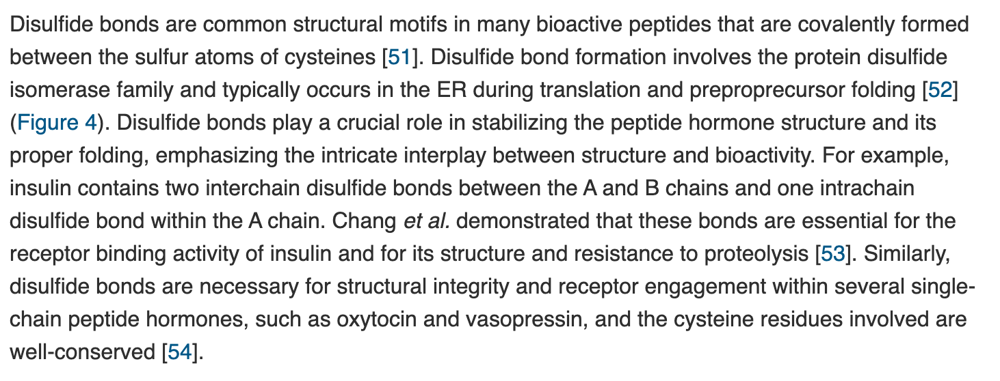 Disulfide bonds are common structural motifs in many bioactive peptides that are covalently formed
between the sulfur atoms of cysteines [51]. Disulfide bond formation involves the protein disulfide
isomerase family and typically occurs in the ER during translation and preproprecursor folding [52]
(Figure 4). Disulfide bonds play a crucial role in stabilizing the peptide hormone structure and its
proper folding, emphasizing the intricate interplay between structure and bioactivity. For example,
insulin contains two interchain disulfide bonds between the A and B chains and one intrachain
disulfide bond within the A chain. Chang et al. demonstrated that these bonds are essential for the
receptor binding activity of insulin and for its structure and resistance to proteolysis [53]. Similarly,
disulfide bonds are necessary for structural integrity and receptor engagement within several single-
chain peptide hormones, such as oxytocin and vasopressin, and the cysteine residues involved are
well-conserved [54].